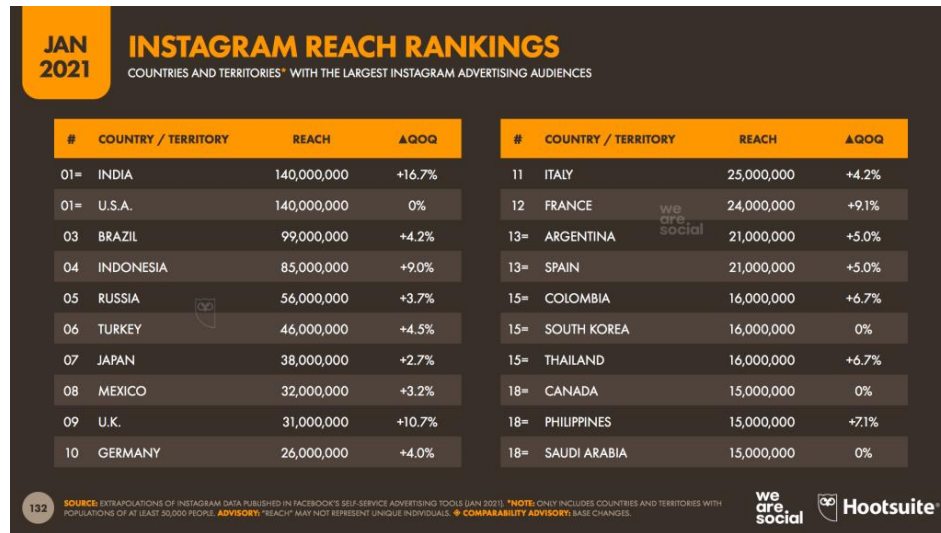 JAN
2021
INSTAGRAM REACH RANKINGS
COUNTRIES AND TERRITORIES* WITH THE LARGEST INSTAGRAM ADVERTISING AUDIENCES
# COUNTRY / TERRITORY REACH ▲QOQ
01= INDIA 140,000,000 +16.7%
01= U.S.A. 140,000,000 0%
03 BRAZIL 99,000,000 +4.2%
04 INDONESIA 85,000,000 +9.0%
05 RUSSIA 56,000,000 +3.7%
06 TURKEY 46,000,000 +4.5%
07 JAPAN 38,000,000 +2.7%
08 MEXICO 32,000,000 +3.2%
09 U.K. 31,000,000 +10.7%
10 GERMANY 26,000,000 +4.0%
# COUNTRY / TERRITORY REACH ▲QOQ
11 ITALY 25,000,000 +4.2%
12 FRANCE 24,000,000 +9.1%
13= ARGENTINA 21,000,000 +5.0%
13= SPAIN 21,000,000 +5.0%
15= COLOMBIA 16,000,000 +6.7%
15= SOUTH KOREA 16,000,000 0%
15= THAILAND 16,000,000 +6.7%
18= CANADA 15,000,000 0%
18= PHILIPPINES 15,000,000 +7.1%
18= SAUDI ARABIA 15,000,000 0%
we
are
social
132
SOURCE: EXTRAPOLATIONS OF INSTAGRAM DATA PUBLISHED IN FACEBOOK'S SELF-SERVICE ADVERTISING TOOLS (JAN 2021). *NOTE: ONLY INCLUDES COUNTRIES AND TERRITORIES WITH
POPULATIONS OF AT LEAST 50,000 PEOPLE. ADVISORY: "REACH" MAY NOT REPRESENT UNIQUE INDIVIDUALS. ❖ COMPARABILITY ADVISORY: BASE CHANGES.
we
are
social
Hootsuite®